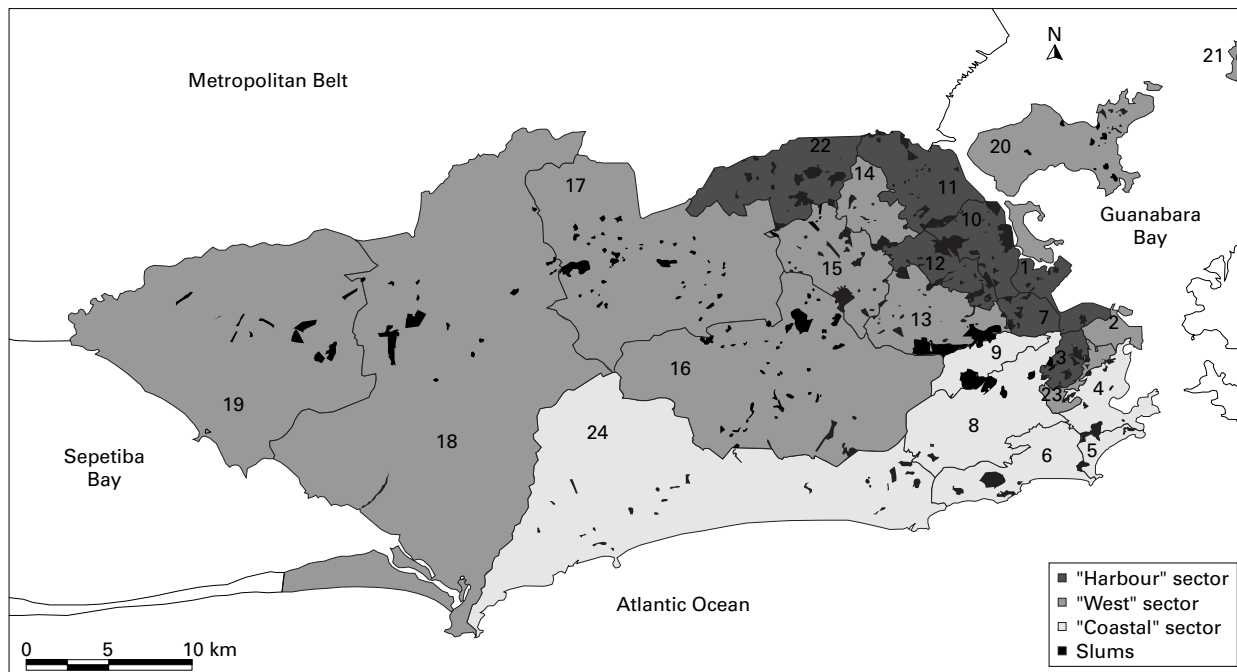 N
21
Metropolitan Belt
20
22
14
17
11
Guanabara
Bay
10
12
15
1
2
7
13
9
3
16
4
23
19
24
8
18
Sepetiba
Bay
6
5
"Harbour" sector
"West" sector
"Coastal" sector
Slums
Atlantic Ocean
0 5 10 km